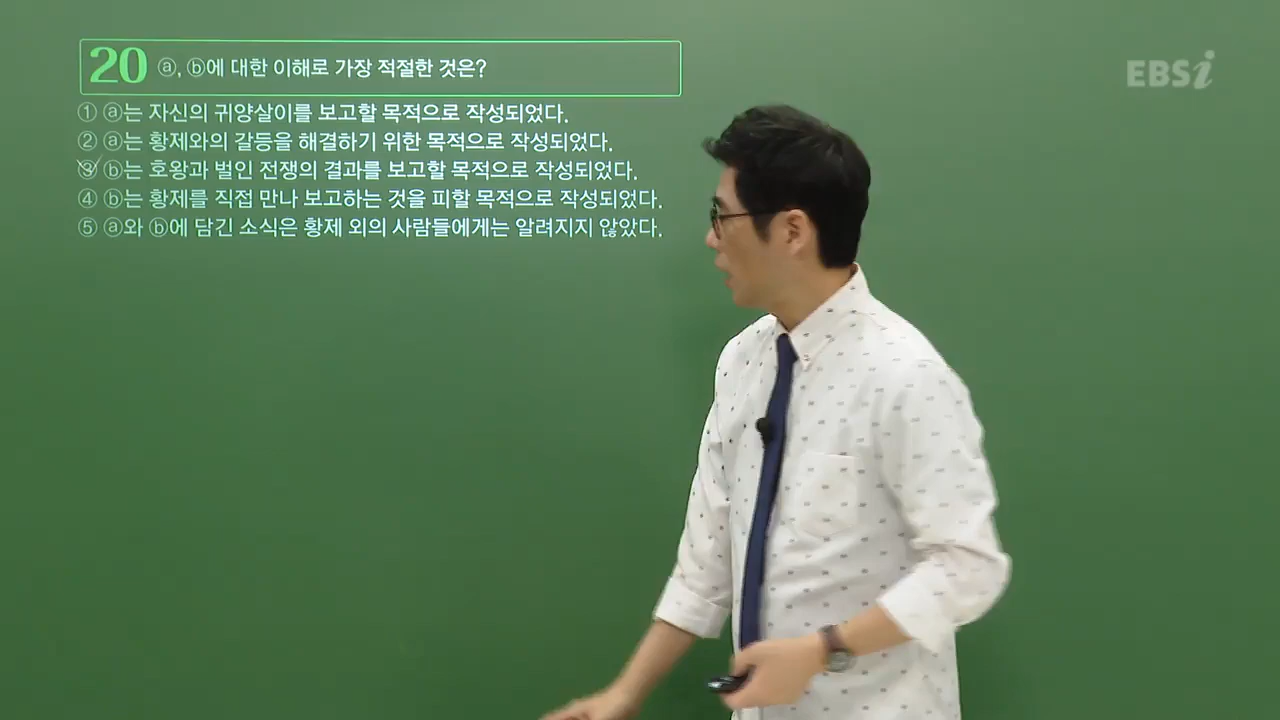 20 ⓐ, ⓑ에 대한 이해로 가장 적절한 것은?
EBSi
① ⓐ는 자신의 귀양살이를 보고할 목적으로 작성되었다.
② ⓐ는 황제와의 갈등을 해결하기 위한 목적으로 작성되었다.
③ ⓑ는 호왕과 벌인 전쟁의 결과를 보고할 목적으로 작성되었다.
④ ⓑ는 황제를 직접 만나 보고하는 것을 피할 목적으로 작성되었다.
⑤ ⓐ와 ⓑ에 담긴 소식은 황제 외의 사람들에게는 알려지지 않았다.